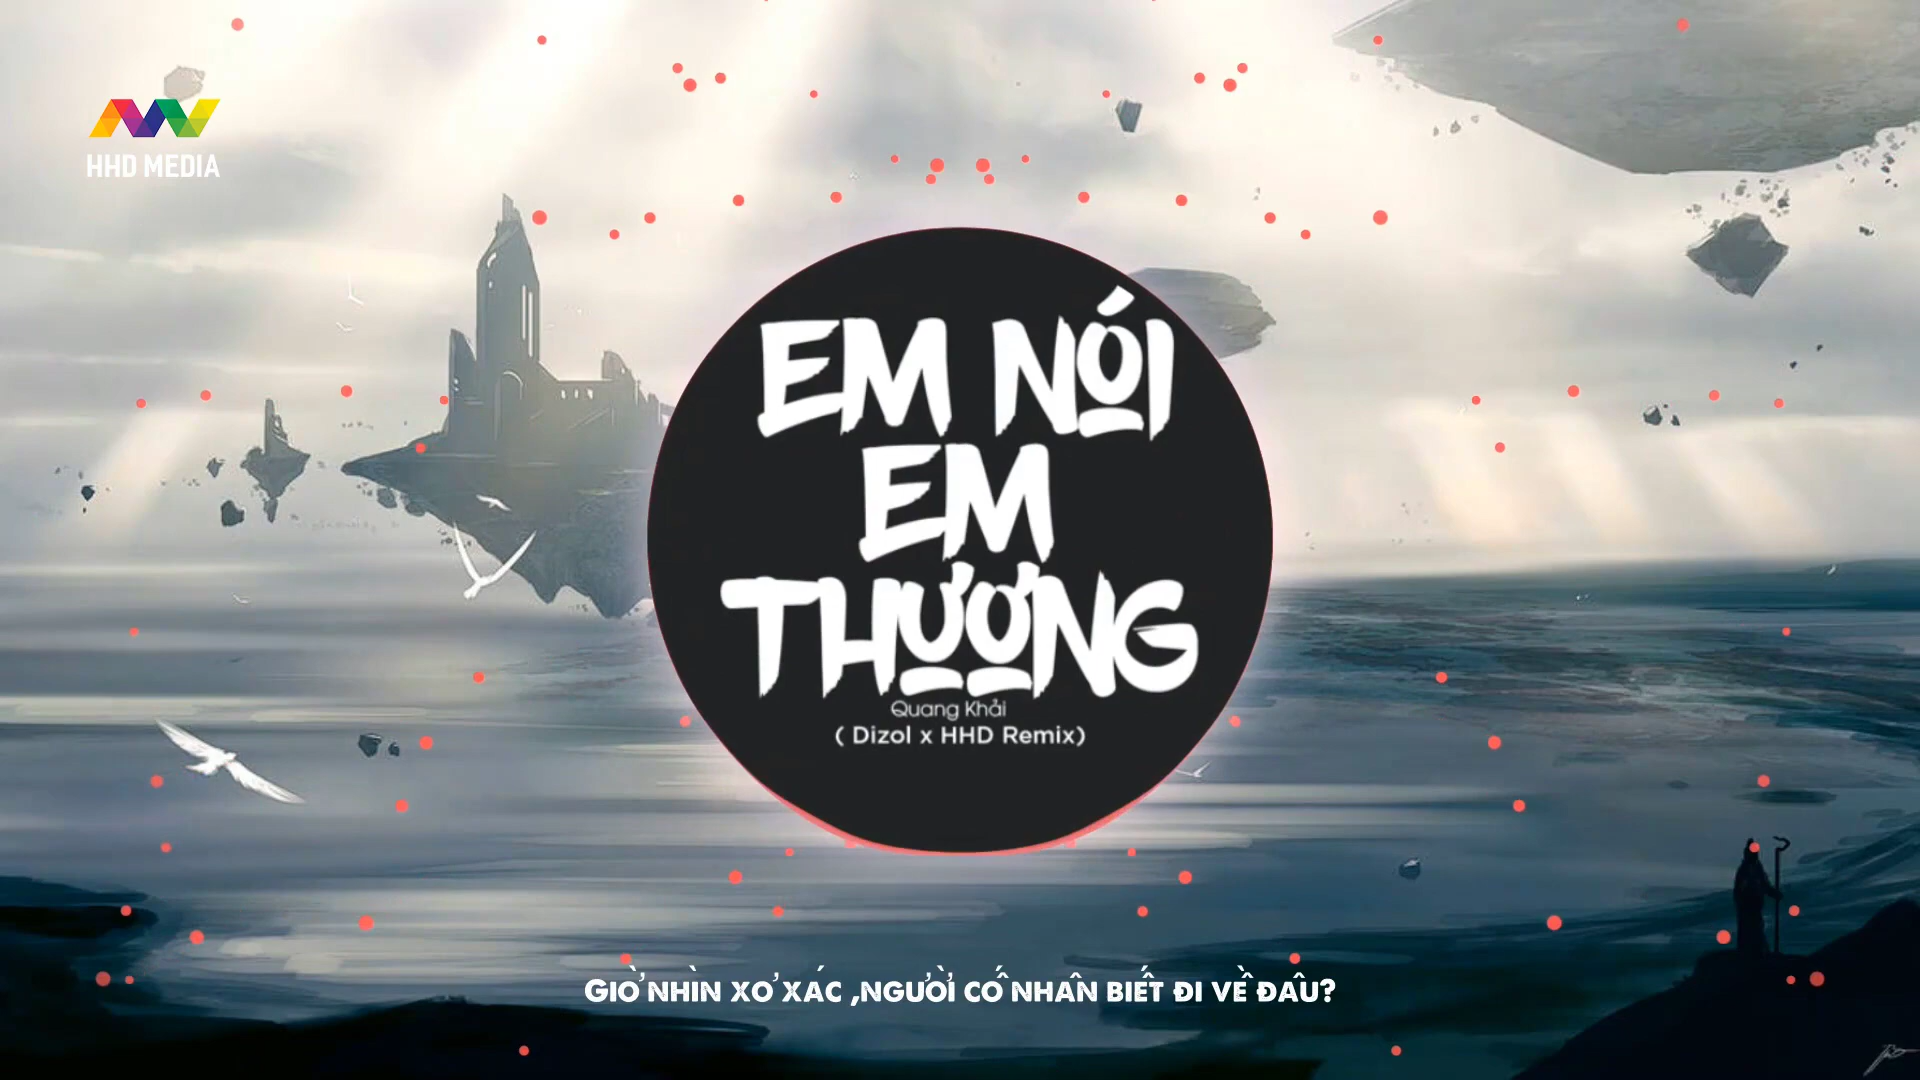 HHD MEDIA
EM NÓI
EM
THƯƠNG
Quang Khải
( Dizol x HHD Remix)
GIỜ NHÌN XƠ XÁC ,NGƯỜI CỐ NHÂN BIẾT ĐI VỀ ĐÂU?